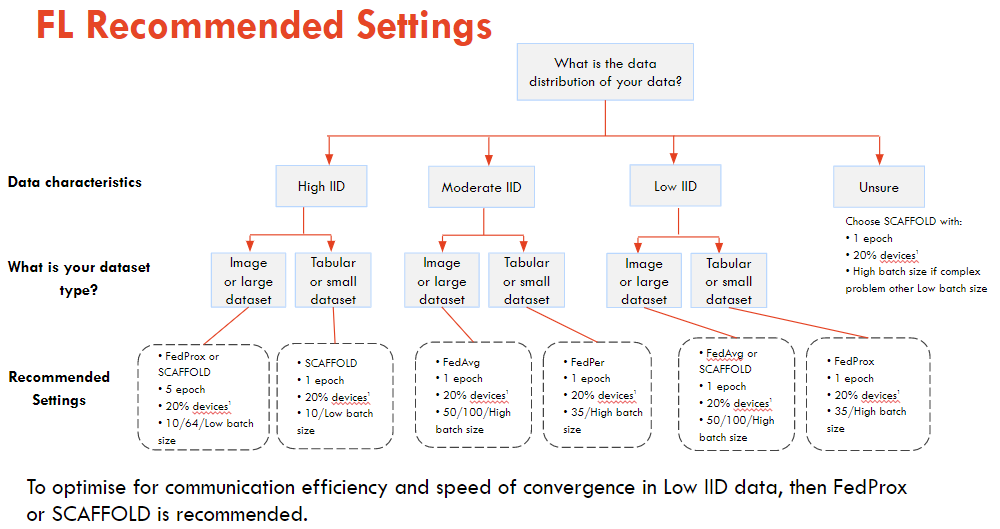 FL Recommended Settings
What is the data
distribution of your data?
Data characteristics
High IID
Moderate IID
Low IID
Unsure
Choose SCAFFOLD with:
• 1 epoch
• 20% devices¹
• High batch size if complex
problem other Low batch size
What is your dataset
type?
Image
or large
dataset
Tabular
or small
dataset
Image
or large
dataset
Tabular
or small
dataset
Image
or large
dataset
Tabular
or small
dataset
Recommended
Settings
• FedProx or
SCAFFOLD
• 5 epoch
• 20% devices¹
• 10/64/Low batch
size
• SCAFFOLD
• 1 epoch
• 20% devices¹
• 10/Low batch
size
• FedAvg
• 1 epoch
• 20% devices¹
• 50/100/High
batch size
• FedPer
• 1 epoch
• 20% devices¹
• 35/High batch
size
• FedAvg or
SCAFFOLD
• 1 epoch
• 20% devices¹
• 50/100/High
batch size
• FedProx
• 1 epoch
• 20% devices¹
• 35/High batch
size
To optimise for communication efficiency and speed of convergence in Low IID data, then FedProx
or SCAFFOLD is recommended.